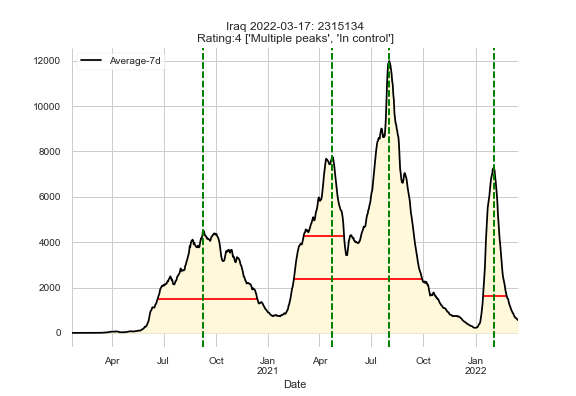 Iraq 2022-03-17: 2315134
Rating:4 ['Multiple peaks', 'In control']
Average-7d
12000
10000
8000
6000
4000
2000
0
Apr Jul Oct Jan Apr Jul Oct Jan
2021 2022
Date